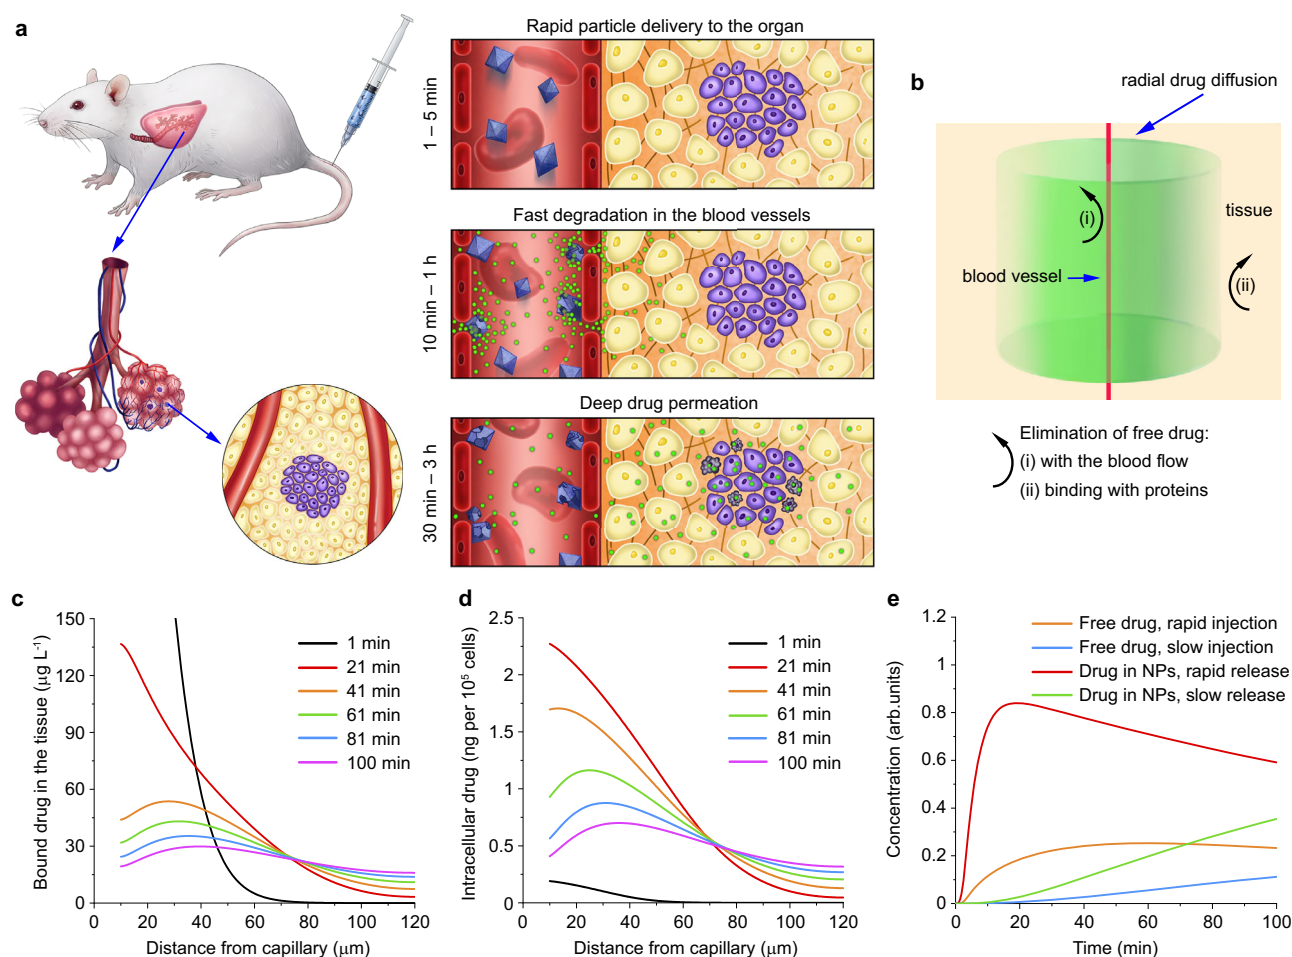 a
Rapid particle delivery to the organ
1 – 5 min
Fast degradation in the blood vessels
10 min – 1 h
Deep drug permeation
30 min – 3 h
b
radial drug diffusion
(i)
tissue
blood vessel
(ii)
Elimination of free drug:
(i) with the blood flow
(ii) binding with proteins
c
Bound drug in the tissue (µg L⁻¹)
150
120
90
60
30
0
0
20
40
60
80
100
120
Distance from capillary (µm)
1 min
21 min
41 min
61 min
81 min
100 min
d
Intracellular drug (ng per 10⁵ cells)
2.5
2
1.5
1
0.5
0
0
20
40
60
80
100
120
Distance from capillary (µm)
1 min
21 min
41 min
61 min
81 min
100 min
e
Concentration (arb.units)
1.2
1
0.8
0.6
0.4
0.2
0
0
20
40
60
80
100
Time (min)
Free drug, rapid injection
Free drug, slow injection
Drug in NPs, rapid release
Drug in NPs, slow release